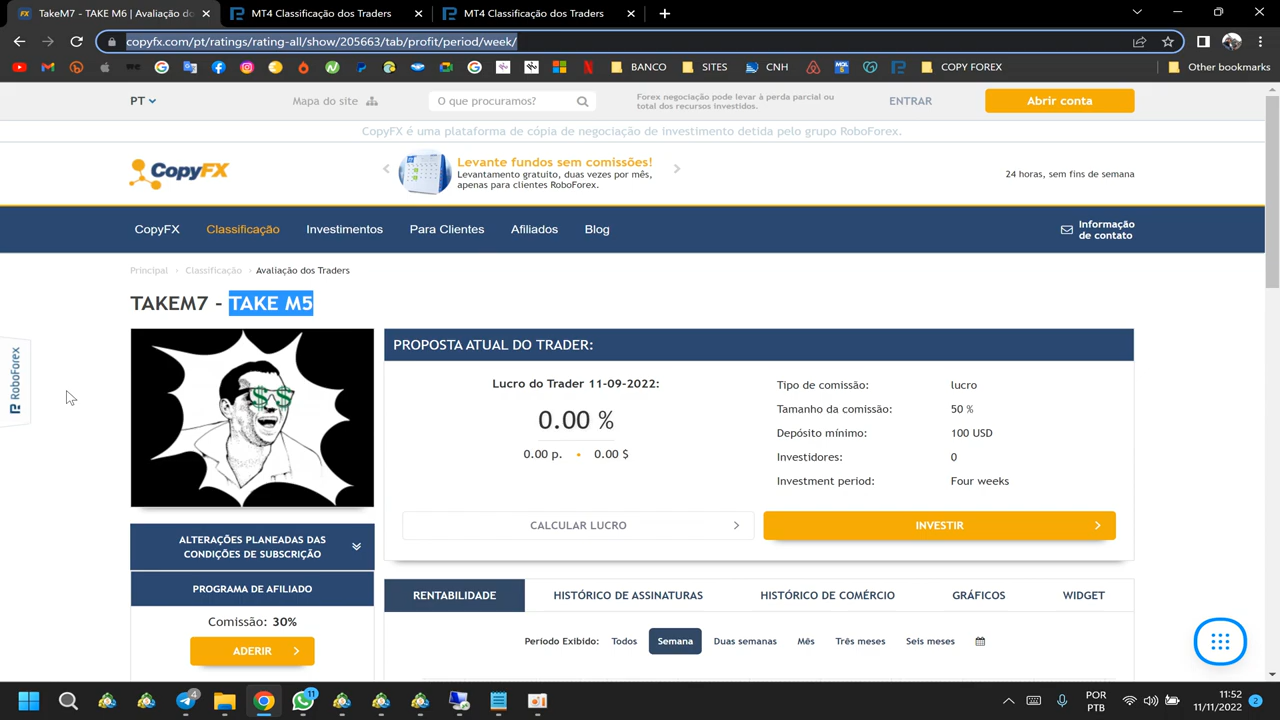 TakeM7 - TAKE M6 | Avaliação do
MT4 Classificação dos Traders
MT4 Classificação dos Traders
copyfx.com/pt/ratings/rating-all/show/205663/tab/profit/period/week/
BANCO
SITES
CNH
COPY FOREX
Other bookmarks
PT
Mapa do site
O que procuramos?
Forex negociação pode levar à perda parcial ou
total dos recursos investidos.
ENTRAR
Abrir conta
CopyFX é uma plataforma de cópia de negociação de investimento detida pelo grupo RoboForex.
CopyFX
Levante fundos sem comissões!
Levantamento gratuito, duas vezes por mês,
apenas para clientes RoboForex.
24 horas, sem fins de semana
CopyFX
Classificação
Investimentos
Para Clientes
Afiliados
Blog
Informação
de contato
Principal
Classificação
Avaliação dos Traders
TAKEM7 - TAKE M5
RoboForex
PROPOSTA ATUAL DO TRADER:
Lucro do Trader 11-09-2022:
0.00 %
0.00 p. • 0.00 $
Tipo de comissão: lucro
Tamanho da comissão: 50 %
Depósito mínimo: 100 USD
Investidores: 0
Investment period: Four weeks
CALCULAR LUCRO
INVESTIR
ALTERAÇÕES PLANEADAS DAS
CONDIÇÕES DE SUBSCRIÇÃO
PROGRAMA DE AFILIADO
Comissão: 30%
ADERIR
RENTABILIDADE
HISTÓRICO DE ASSINATURAS
HISTÓRICO DE COMÉRCIO
GRÁFICOS
WIDGET
Período Exibido: Todos Semana Duas semanas Mês Três meses Seis meses
4
11
POR
PTB
11:52
11/11/2022
2